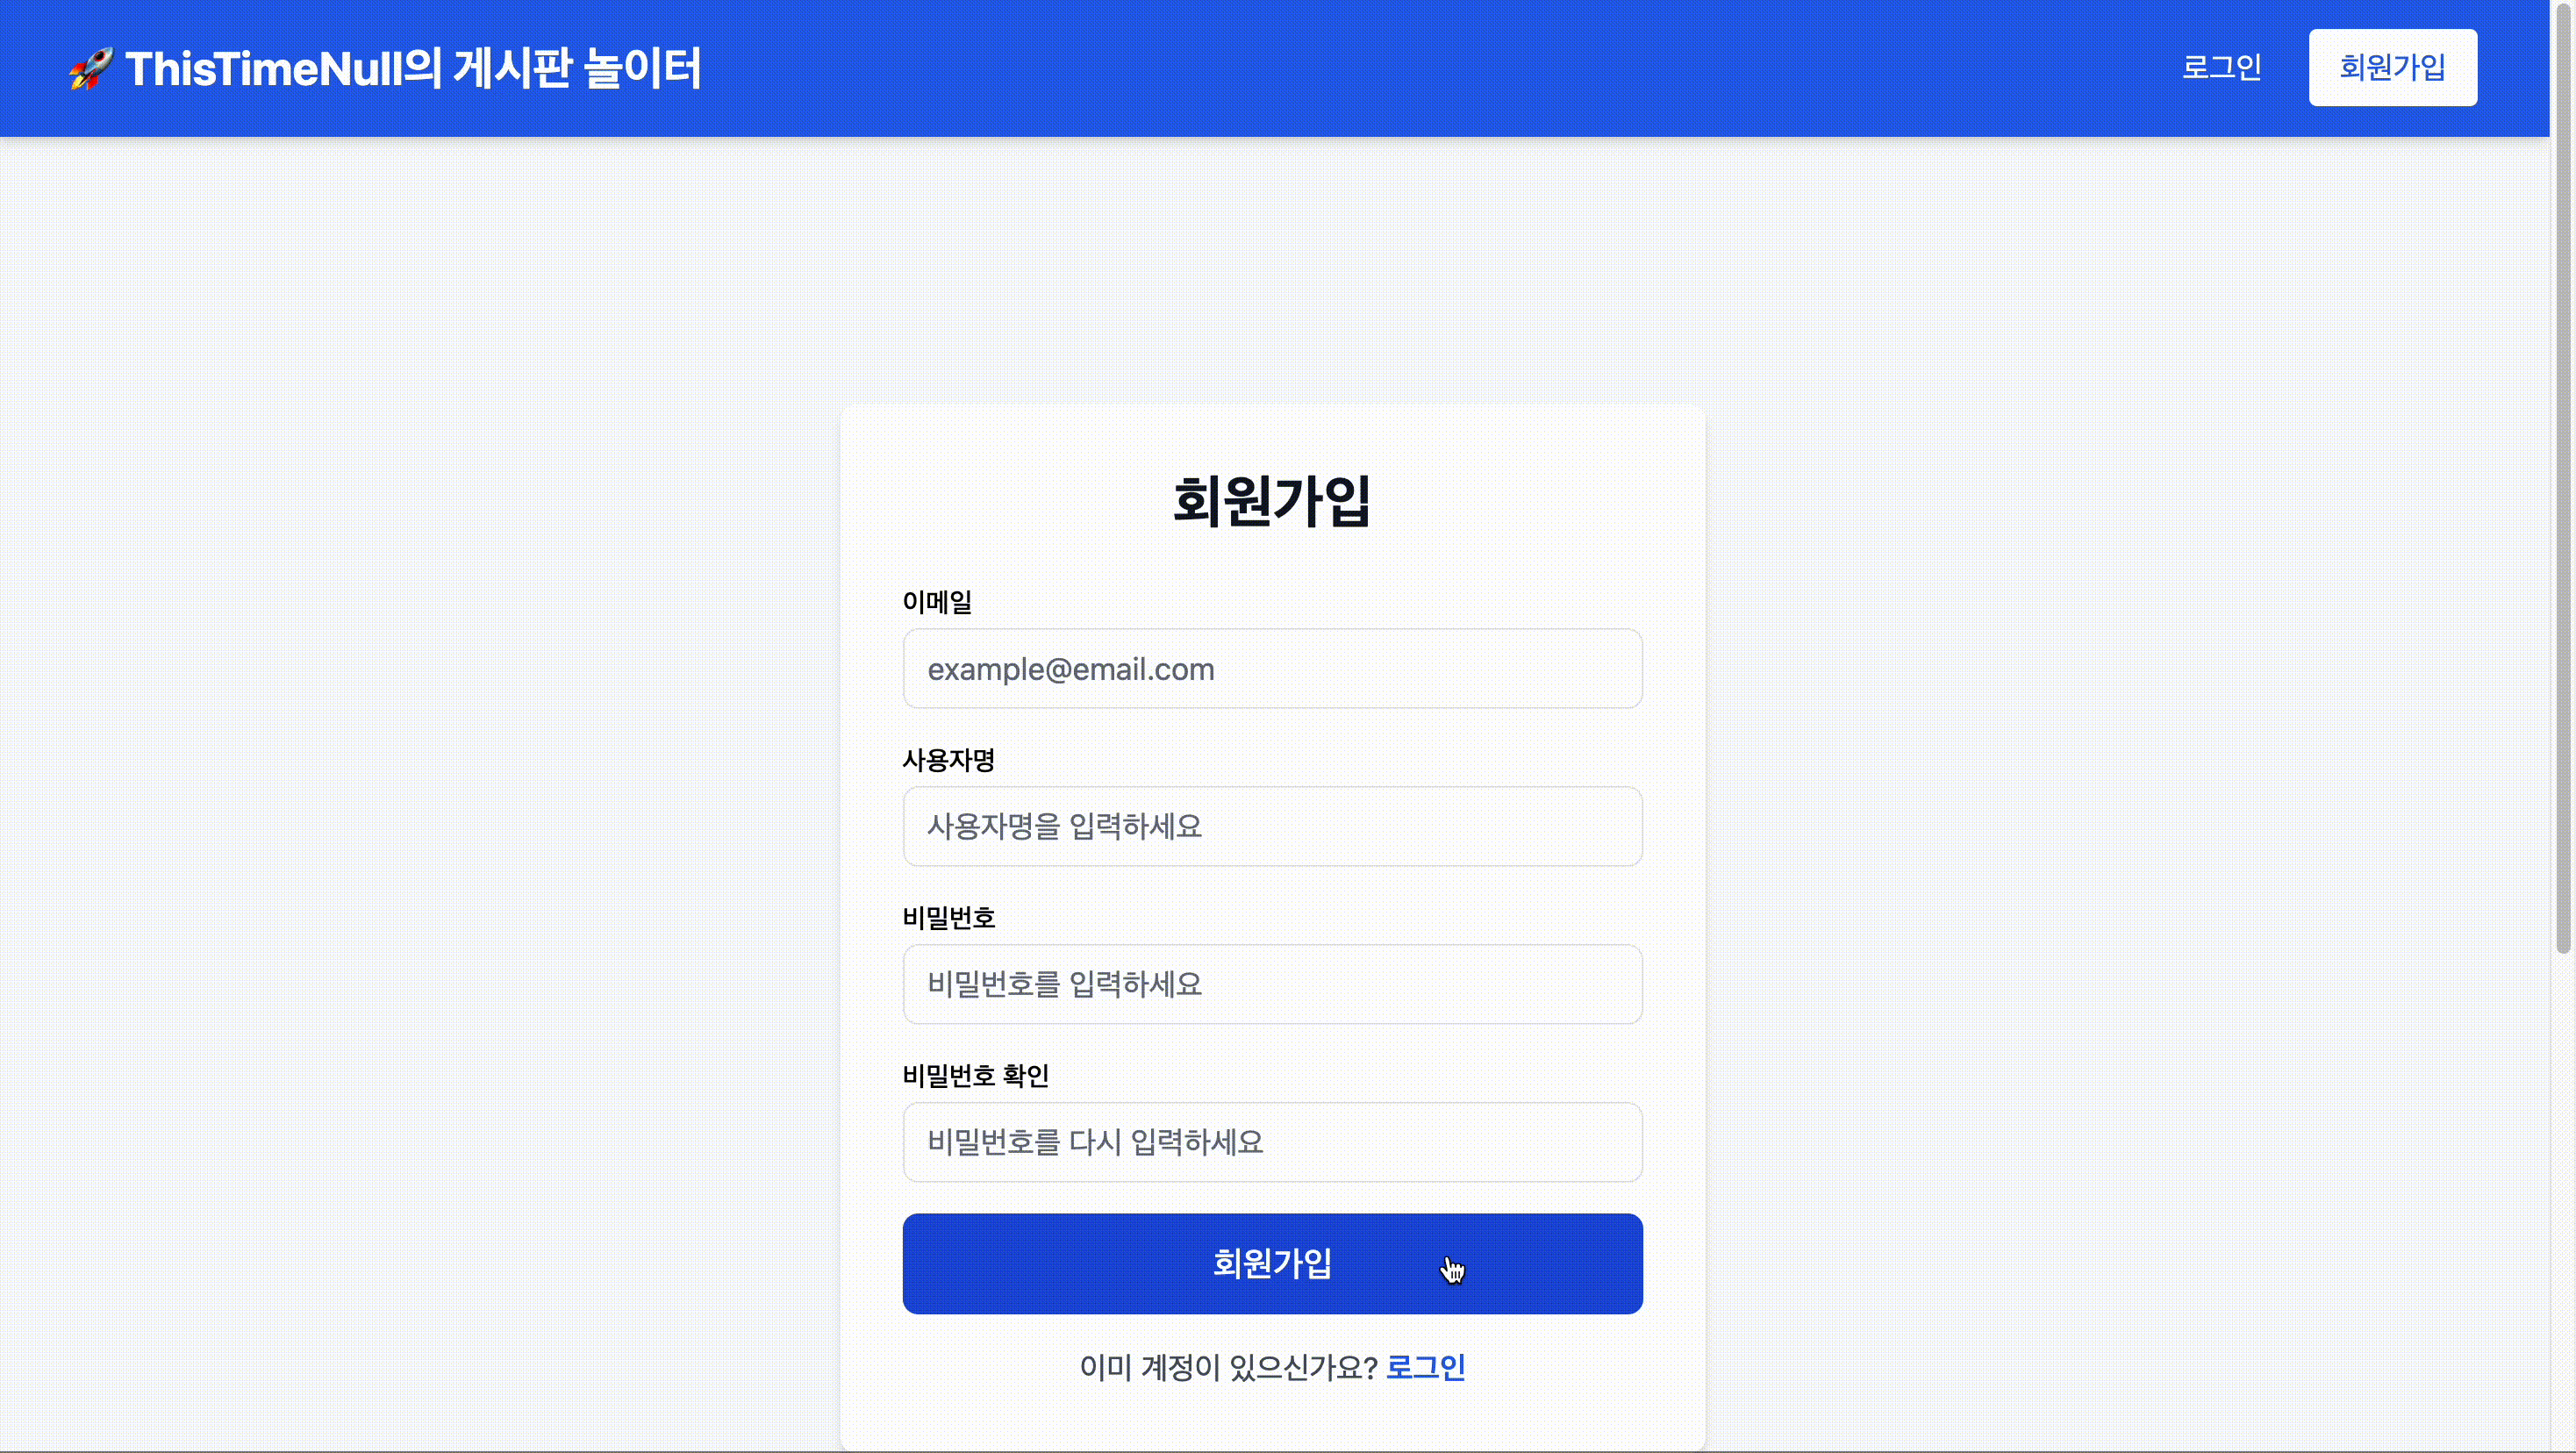 🚀 ThisTimeNull의 게시판 놀이터
로그인
회원가입
회원가입
이메일
example@email.com
사용자명
사용자명을 입력하세요
비밀번호
비밀번호를 입력하세요
비밀번호 확인
비밀번호를 다시 입력하세요
회원가입
이미 계정이 있으신가요? 로그인